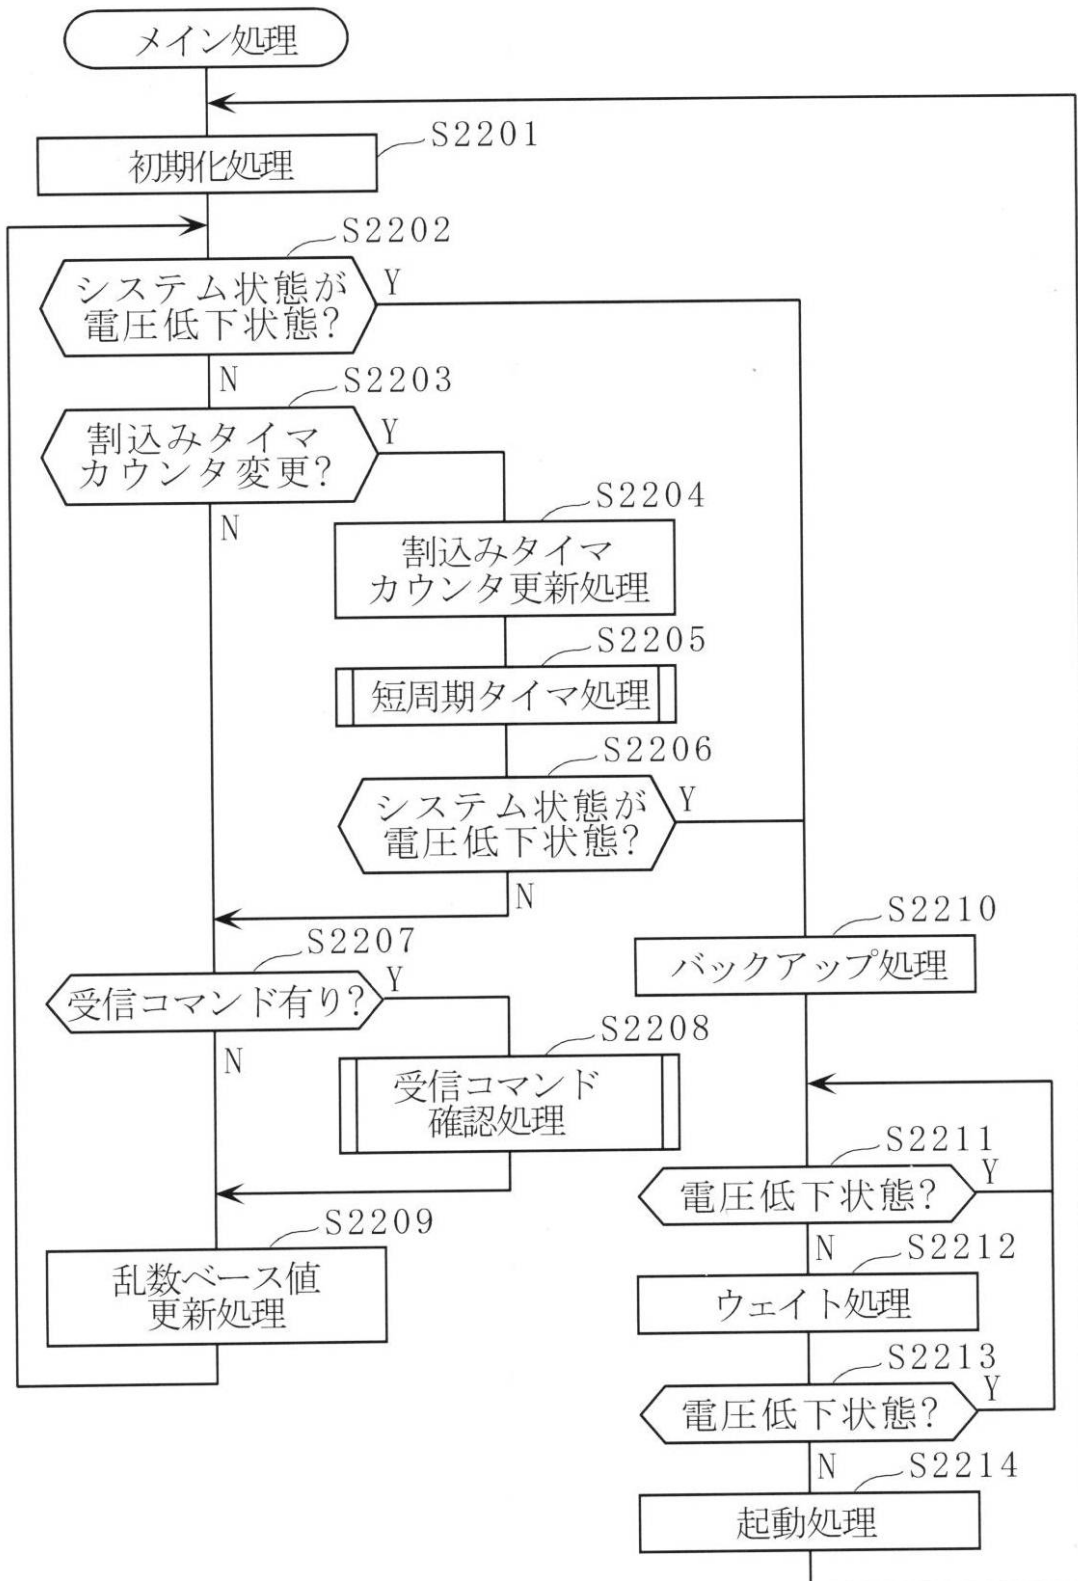 メイン処理
S2201
初期化処理
S2202
システム状態が
電圧低下状態?
Y
N
S2203
割込みタイマ
カウンタ変更?
Y
N
S2204
割込みタイマ
カウンタ更新処理
S2205
短周期タイマ処理
S2206
システム状態が
電圧低下状態?
Y
N
S2207
受信コマンド有り?
Y
N
S2208
受信コマンド
確認処理
S2209
乱数ベース値
更新処理
S2210
バックアップ処理
S2211
電圧低下状態?
Y
N
S2212
ウェイト処理
S2213
電圧低下状態?
Y
N
S2214
起動処理